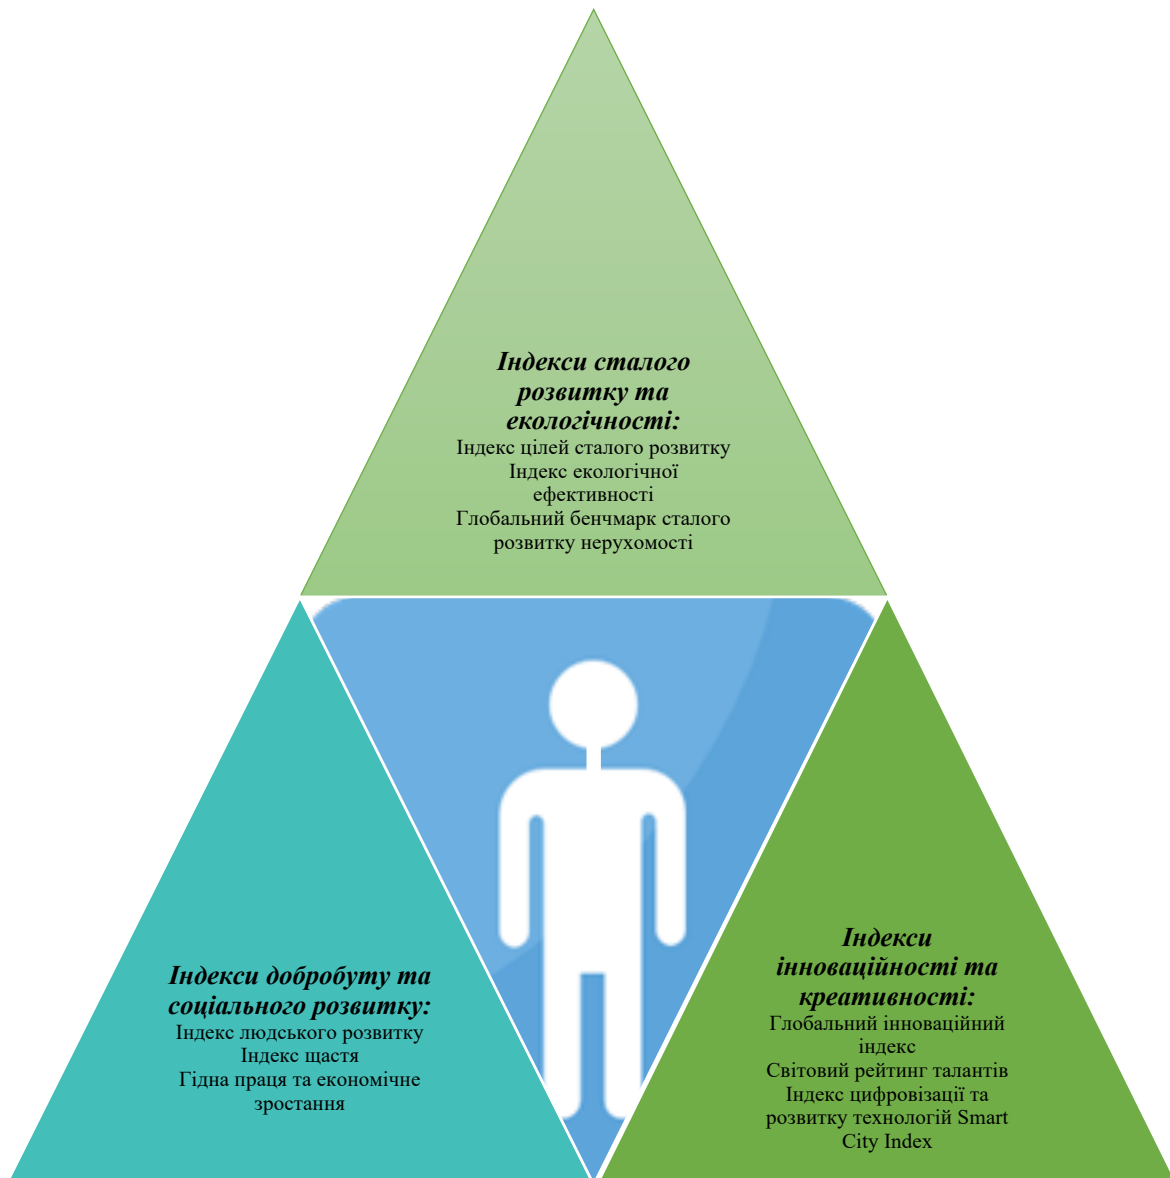 Індекси сталого
розвитку та
екологічності:
Індекс цілей сталого розвитку
Індекс екологічної
ефективності
Глобальний бенчмарк сталого
розвитку нерухомості
Індекси добробуту та
соціального розвитку:
Індекс людського розвитку
Індекс щастя
Гідна праця та економічне
зростання
Індекси
інноваційності та
креативності:
Глобальний інноваційний
індекс
Світовий рейтинг талантів
Індекс цифровізації та
розвитку технологій Smart
City Index